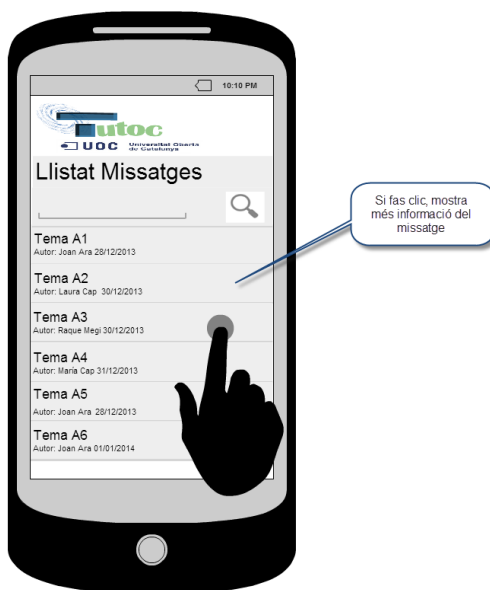 10:10 PM
Tutoc
UOC Universitat Oberta
de Catalunya
Llistat Missatges
Tema A1
Autor: Joan Ara 28/12/2013
Tema A2
Autor: Laura Cap 30/12/2013
Tema A3
Autor: Raque Megi 30/12/2013
Tema A4
Autor: María Cap 31/12/2013
Tema A5
Autor: Joan Ara 28/12/2013
Tema A6
Autor: Joan Ara 01/01/2014
Si fas clic, mostra
més informació del
missatge